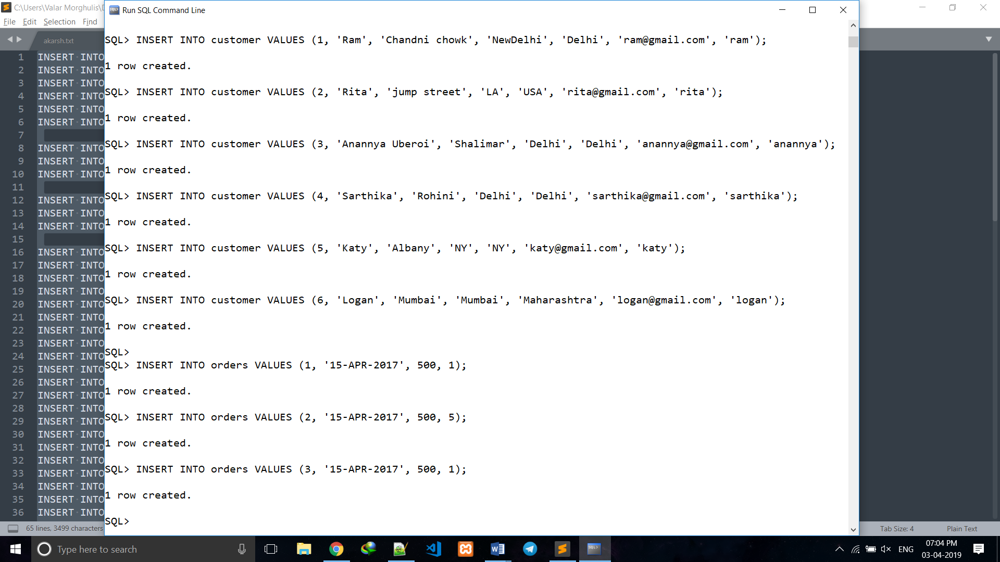 C:\Users\Valar Morghulis\
Run SQL Command Line
File Edit Selection Find
akarsh.txt
1 INSERT INTO
2 INSERT INTO
3 INSERT INTO
4 INSERT INTO
5 INSERT INTO
6 INSERT INTO
7
8 INSERT INTO
9 INSERT INTO
10 INSERT INTO
11
12 INSERT INTO
13 INSERT INTO
14 INSERT INTO
15
16 INSERT INTO
17 INSERT INTO
18 INSERT INTO
19 INSERT INTO
20 INSERT INTO
21 INSERT INTO
22 INSERT INTO
23 INSERT INTO
24 INSERT INTO
25 INSERT INTO
26 INSERT INTO
27 INSERT INTO
28 INSERT INTO
29 INSERT INTO
30 INSERT INTO
31 INSERT INTO
32 INSERT INTO
33 INSERT INTO
34 INSERT INTO
35 INSERT INTO
36 INSERT INTO
SQL> INSERT INTO customer VALUES (1, 'Ram', 'Chandni chowk', 'NewDelhi', 'Delhi', 'ram@gmail.com', 'ram');
1 row created.
SQL> INSERT INTO customer VALUES (2, 'Rita', 'jump street', 'LA', 'USA', 'rita@gmail.com', 'rita');
1 row created.
SQL> INSERT INTO customer VALUES (3, 'Anannya Uberoi', 'Shalimar', 'Delhi', 'Delhi', 'anannya@gmail.com', 'anannya');
1 row created.
SQL> INSERT INTO customer VALUES (4, 'Sarthika', 'Rohini', 'Delhi', 'Delhi', 'sarthika@gmail.com', 'sarthika');
1 row created.
SQL> INSERT INTO customer VALUES (5, 'Katy', 'Albany', 'NY', 'NY', 'katy@gmail.com', 'katy');
1 row created.
SQL> INSERT INTO customer VALUES (6, 'Logan', 'Mumbai', 'Mumbai', 'Maharashtra', 'logan@gmail.com', 'logan');
1 row created.
SQL>
SQL> INSERT INTO orders VALUES (1, '15-APR-2017', 500, 1);
1 row created.
SQL> INSERT INTO orders VALUES (2, '15-APR-2017', 500, 5);
1 row created.
SQL> INSERT INTO orders VALUES (3, '15-APR-2017', 500, 1);
1 row created.
SQL>
65 lines, 3499 characters
Tab Size: 4
Plain Text
Type here to search
ENG
07:04 PM
03-04-2019